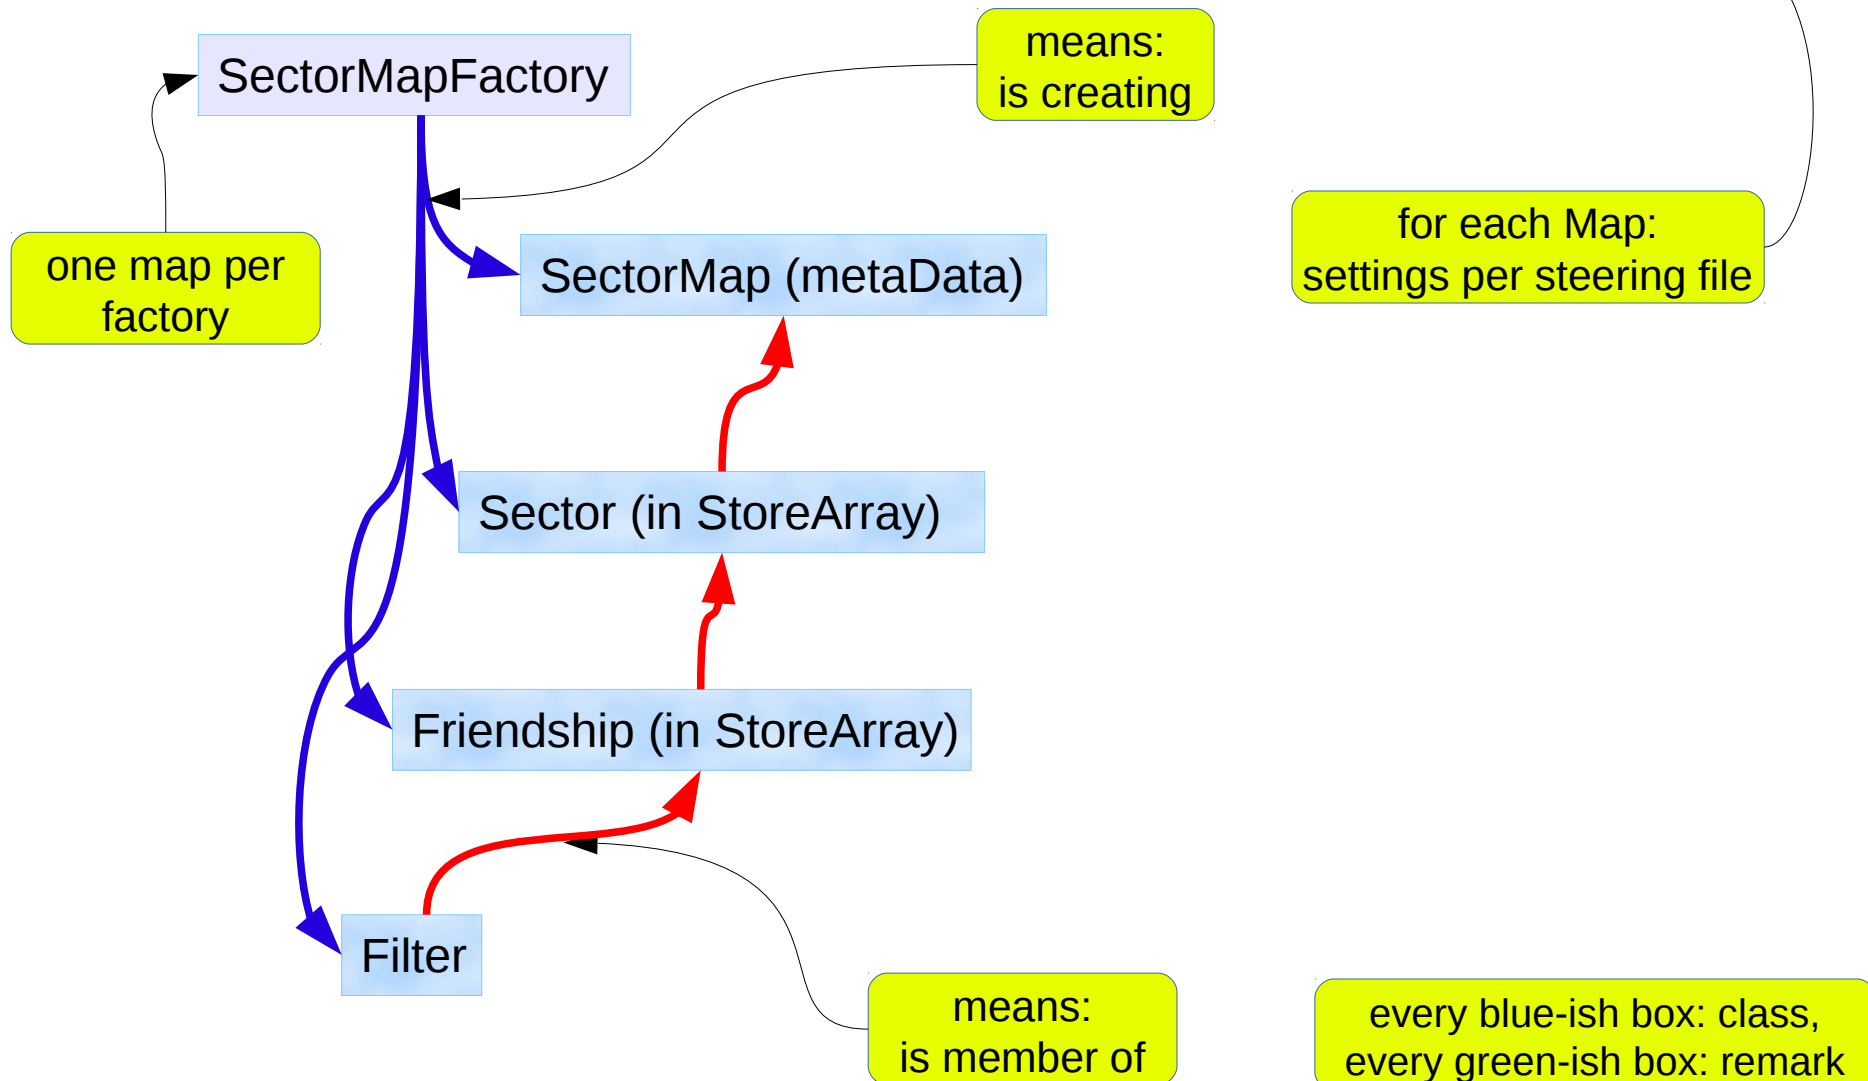 means:
is creating
SectorMapFactory
for each Map:
settings per steering file
one map per
factory
SectorMap (metaData)
Sector (in StoreArray)
Friendship (in StoreArray)
Filter
means:
is member of
every blue-ish box: class,
every green-ish box: remark